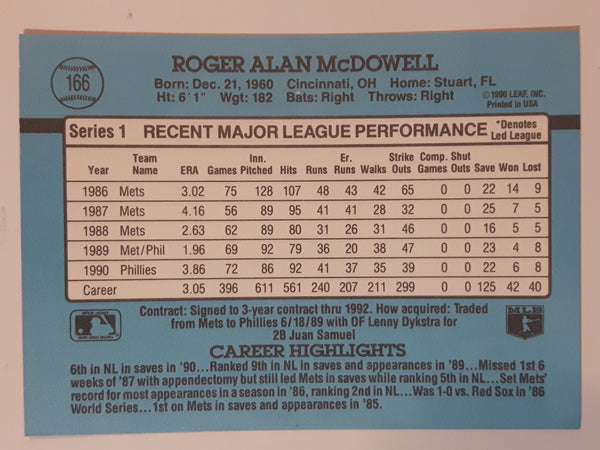 166
ROGER ALAN McDOWELL
Born: Dec. 21, 1960 Cincinnati, OH Home: Stuart, FL
Ht: 6'1" Wgt: 182 Bats: Right Throws: Right
©1990 LEAF, INC.
Printed in USA
Series 1 RECENT MAJOR LEAGUE PERFORMANCE *Denotes Led League
Year Team Name ERA Games Inn. Pitched Hits Runs Er. Runs Walks Strike Outs Comp. Games Shut Outs Save Won Lost
1986 Mets 3.02 75 128 107 48 43 42 65 0 0 22 14 9
1987 Mets 4.16 56 89 95 41 41 28 32 0 0 25 7 5
1988 Mets 2.63 62 89 80 31 26 31 46 0 0 16 5 5
1989 Met/Phil 1.96 69 92 79 36 20 38 47 0 0 23 4 8
1990 Phillies 3.86 72 86 92 41 37 35 39 0 0 22 6 8
Career 3.05 396 611 561 240 207 211 299 0 0 125 42 40
Contract: Signed to 3-year contract thru 1992. How acquired: Traded
from Mets to Phillies 6/18/89 with OF Lenny Dykstra for
2B Juan Samuel
MLB
CAREER HIGHLIGHTS
6th in NL in saves in '90...Ranked 9th in NL in saves and appearances in '89...Missed 1st 6
weeks of '87 with appendectomy but still led Mets in saves while ranking 5th in NL...Set Mets'
record for most appearances in a season in '86, ranking 2nd in NL...Was 1-0 vs. Red Sox in '86
World Series...1st on Mets in saves and appearances in '85.